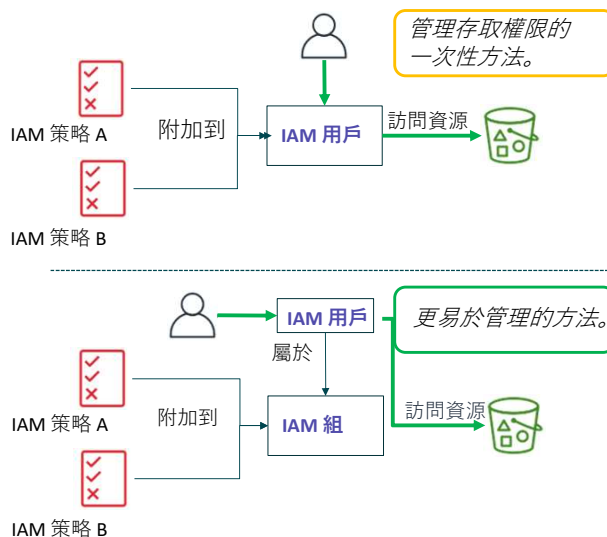 管理存取權限的
一次性方法。
IAM 策略 A
附加到
IAM 用戶
訪問資源
IAM 策略 B
IAM 用戶
更易於管理的方法。
屬於
IAM 策略 A
附加到
IAM 組
訪問資源
IAM 策略 B